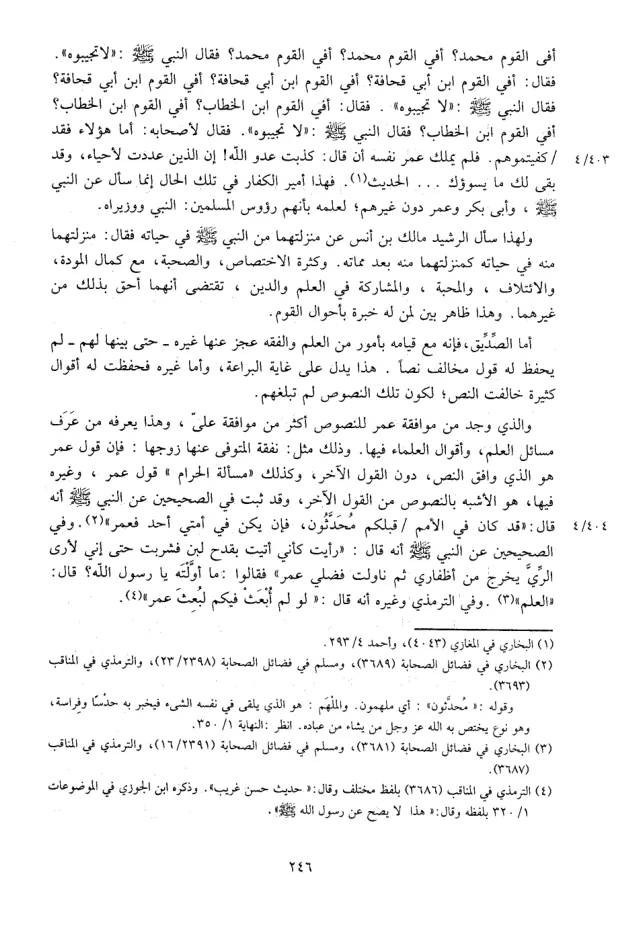 أفى القوم محمد؟ أفي القوم محمد؟ أفي القوم محمد؟ فقال النبي ﷺ :«لاتجيبوه».
فقال: أفي القوم ابن أبي قحافة؟ أفي القوم ابن أبي قحافة؟ أفي القوم ابن أبي قحافة؟
فقال النبي ﷺ :«لا تجيبوه» . فقال: أفي القوم ابن الخطاب؟ أفي القوم ابن الخطاب؟
أفي القوم ابن الخطاب؟ فقال النبي ﷺ :«لا تجيبوه». فقال لأصحابه: أما هؤلاء فقد
٤/٤٠٣ / كفيتموهم. فلم يملك عمر نفسه أن قال: كذبت عدو الله! إن الذين عددت لأحياء، وقد
بقى لك ما يسوؤك ... الحديث(١). فهذا أمير الكفار في تلك الحال إنما سأل عن النبي
ﷺ ، وأبى بكر وعمر دون غيرهم؛ لعلمه بأنهم رؤوس المسلمين: النبي ووزيراه.
ولهذا سأل الرشيد مالك بن أنس عن منزلتهما من النبي ﷺ في حياته فقال: منزلتهما
منه في حياته كمنزلتهما منه بعد مماته. وكثرة الاختصاص، والصحبة، مع كمال المودة،
والائتلاف ، والمحبة ، والمشاركة في العلم والدين ، تقتضى أنهما أحق بذلك من
غيرهما. وهذا ظاهر بين لمن له خبرة بأحوال القوم.
أما الصِّدِّيق،فإنه مع قيامه بأمور من العلم والفقه عجز عنها غيره ــ حتى بينها لهم ــ لم
يحفظ له قول مخالف نصاً . هذا يدل على غاية البراعة، وأما غيره فحفظت له أقوال
كثيرة خالفت النص؛ لكون تلك النصوص لم تبلغهم.
والذي وجد من موافقة عمر للنصوص أكثر من موافقة علىّ ، وهذا يعرفه من عَرَف
مسائل العلم، وأقوال العلماء فيها. وذلك مثل: نفقة المتوفى عنها زوجها : فإن قول عمر
هو الذي وافق النص، دون القول الآخر، وكذلك «مسألة الحرام » قول عمر ، وغيره
فيها، هو الأشبه بالنصوص من القول الآخر، وقد ثبت في الصحيحين عن النبي ﷺ أنه
٤/٤٠٤ قال:«قد كان في الأمم / قبلكم مُحَدَّثُون، فإن يكن في أمتي أحد فعمر»(٢).وفي
الصحيحين عن النبي ﷺ أنه قال : «رأيت كأني أتيت بقدح لبن فشربت حتى إني لأرى
الرِّيَّ يخرج من أظفاري ثم ناولت فضلي عمر» فقالوا :ما أوَّلتَه يا رسول الله؟ قال:
«العلم»(٣) .وفي الترمذي وغيره أنه قال :« لو لم أُبْعَثْ فيكم لبُعِثَ عمر»(٤).
(١) البخاري في المغازي (٤٠٤٣)، وأحمد ٤/ ٢٩٣.
(٢) البخاري في فضائل الصحابة (٣٦٨٩)، ومسلم في فضائل الصحابة (٢٣/٢٣٩٨)، والترمذي في المناقب
(٣٦٩٣).
وقوله :« مُحدَّثون» : أي ملهمون. والملْهَم : هو الذي يلقى في نفسه الشىء فيخبر به حدْسًا وفِراسة،
وهو نوع يختص به الله عز وجل من يشاء من عباده. انظر :النهاية ١/ ٣٥٠.
(٣) البخاري في فضائل الصحابة (٣٦٨١)، ومسلم في فضائل الصحابة (١٦/٢٣٩١)، والترمذي في المناقب
(٣٦٨٧).
(٤) الترمذي في المناقب (٣٦٨٦) بلفظ مختلف وقال:« حديث حسن غريب». وذكره ابن الجوزي في الموضوعات
١/ ٣٢٠ بلفظه وقال:« هذا لا يصح عن رسول الله ﷺ».
٢٤٦